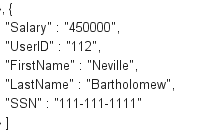 , {
"Salary" : "450000",
"UserID" : "112",
"FirstName" : "Neville",
"LastName" : "Bartholomew",
"SSN" : "111-111-1111"
}
]